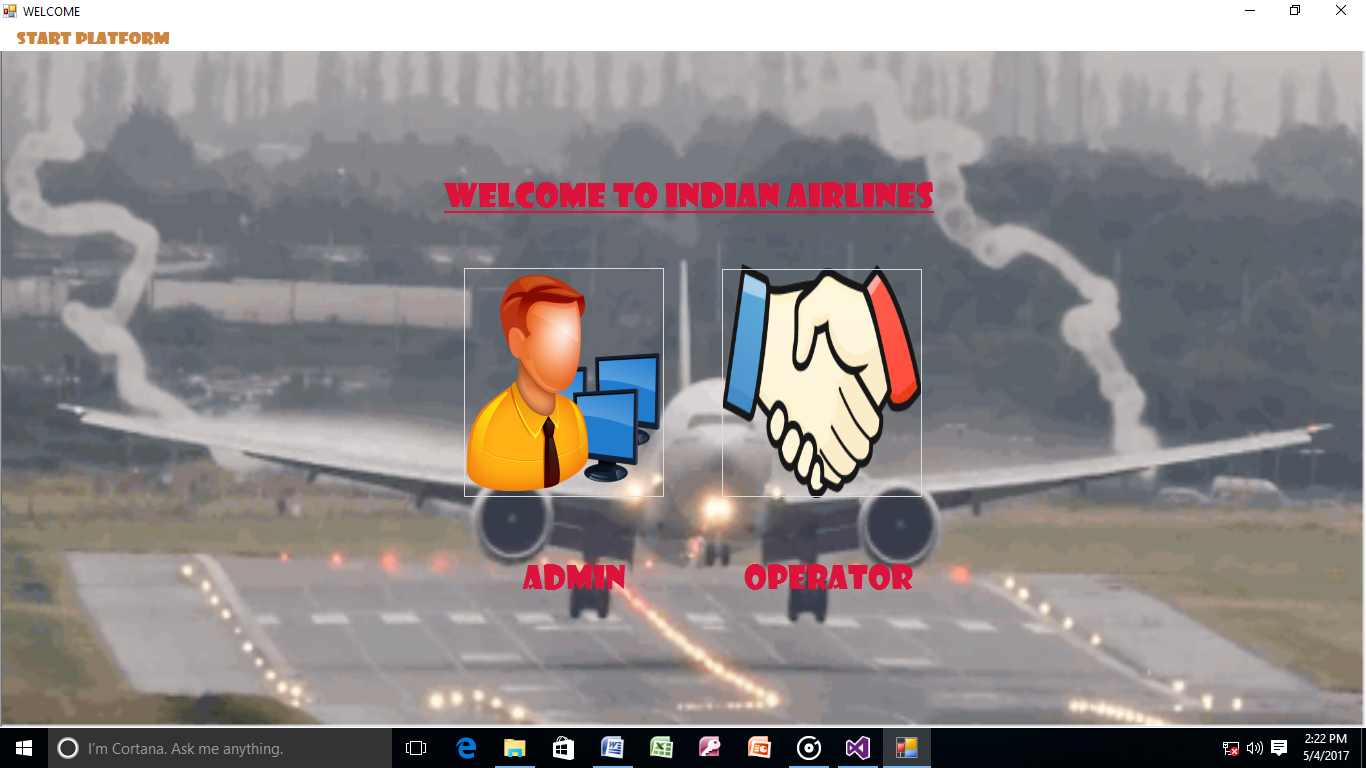 WELCOME
START PLATFORM
WELCOME TO INDIAN AIRLINES
ADMIN
OPERATOR
I'm Cortana. Ask me anything.
2:22 PM
5/4/2017